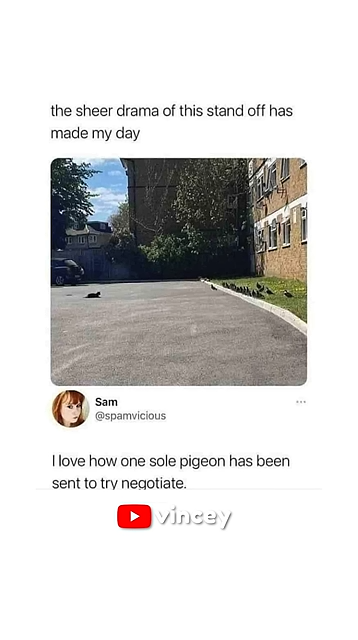 the sheer drama of this stand off has
made my day
Sam
@spamvicious
I love how one sole pigeon has been
sent to try negotiate.
vincey